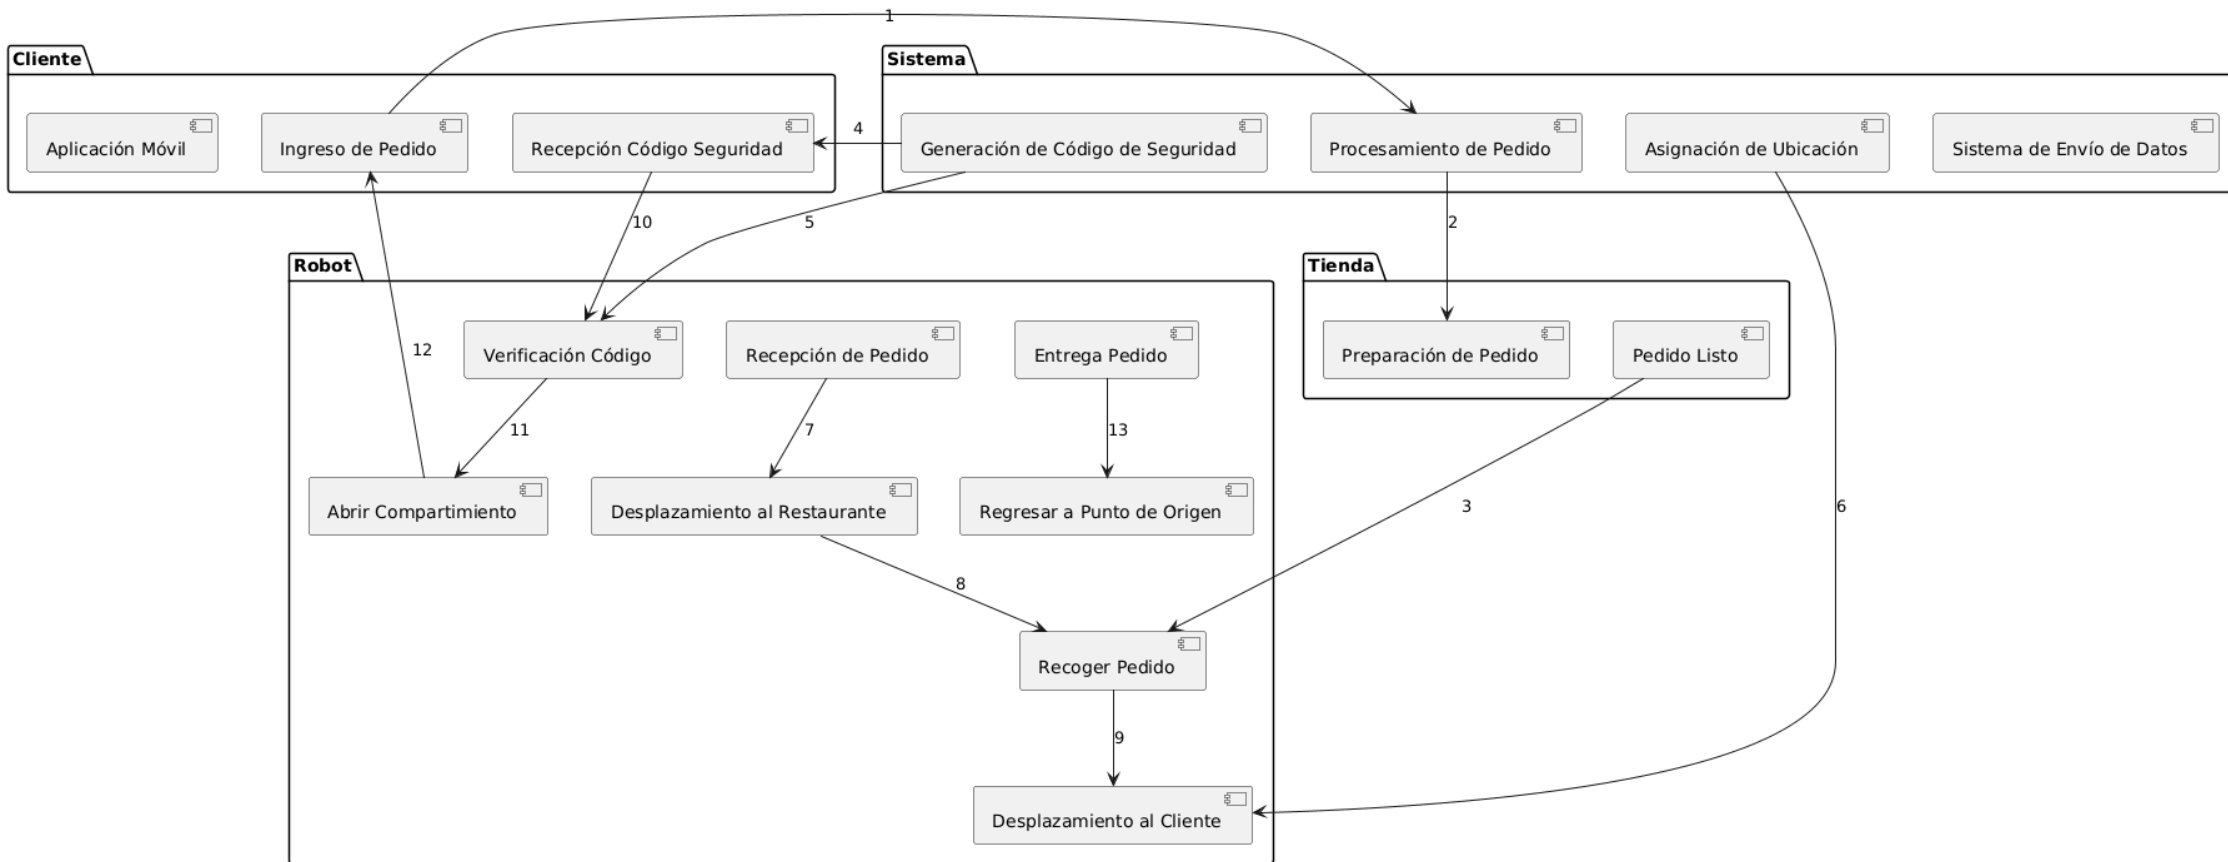 1
Cliente
Sistema
Aplicación Móvil
Ingreso de Pedido
Recepción Código Seguridad
4
Generación de Código de Seguridad
Procesamiento de Pedido
Asignación de Ubicación
Sistema de Envío de Datos
10
5
2
Robot
Tienda
12
Verificación Código
Recepción de Pedido
Entrega Pedido
Preparación de Pedido
Pedido Listo
11
7
13
Abrir Compartimiento
Desplazamiento al Restaurante
Regresar a Punto de Origen
3
6
8
Recoger Pedido
9
Desplazamiento al Cliente